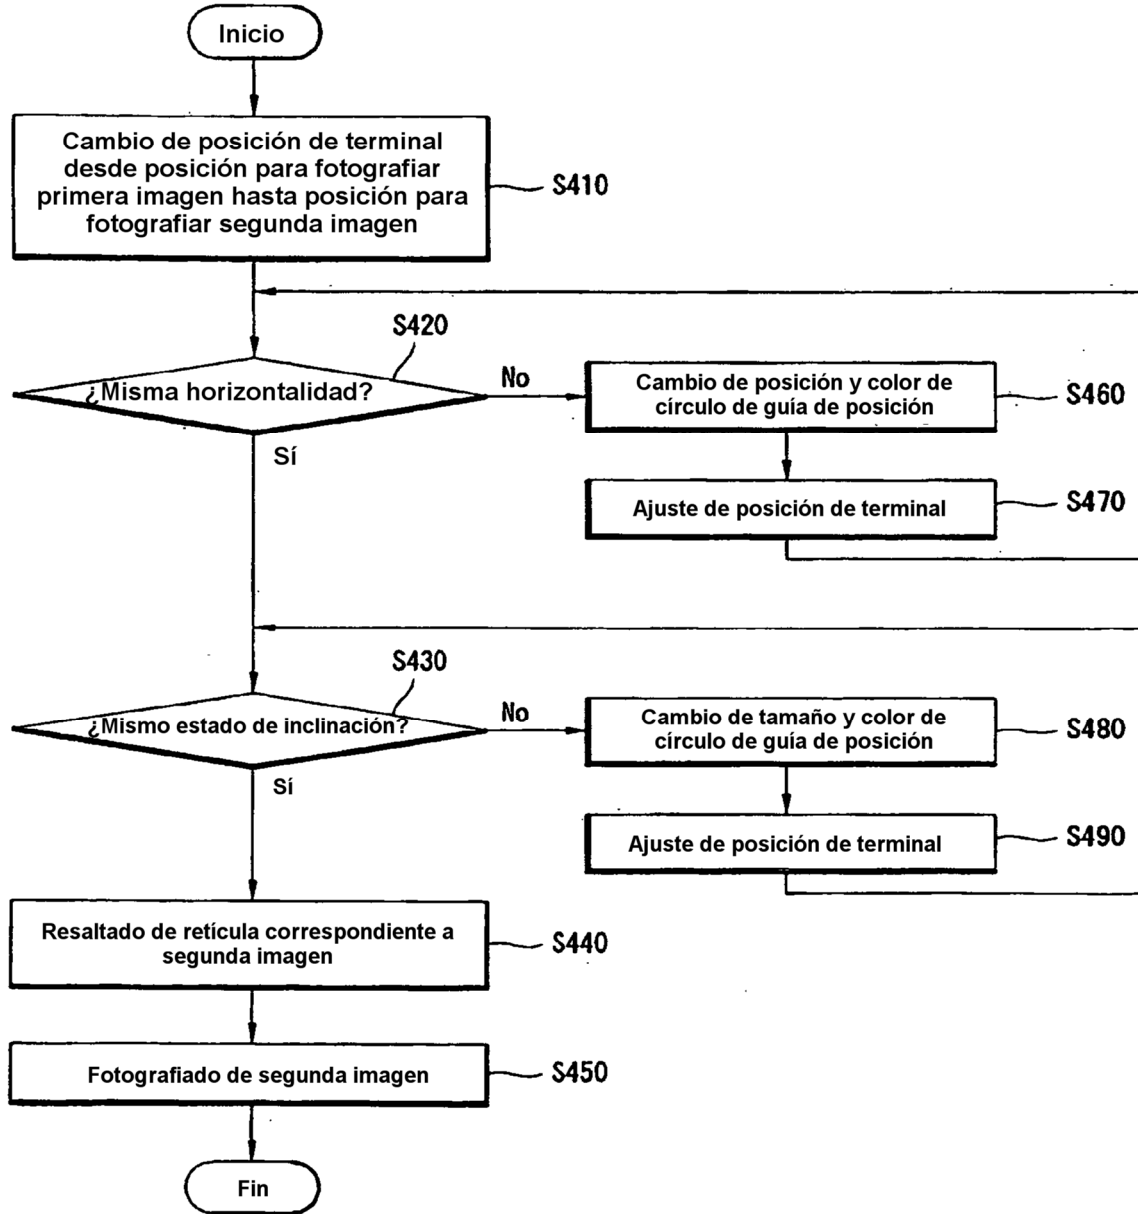 Inicio
Cambio de posición de terminal
desde posición para fotografiar
primera imagen hasta posición para
fotografiar segunda imagen
S410
S420
¿Misma horizontalidad?
No
Sí
Cambio de posición y color de
círculo de guía de posición
S460
Ajuste de posición de terminal
S470
S430
¿Mismo estado de inclinación?
No
Sí
Cambio de tamaño y color de
círculo de guía de posición
S480
Ajuste de posición de terminal
S490
Resaltado de retícula correspondiente a
segunda imagen
S440
Fotografiado de segunda imagen
S450
Fin